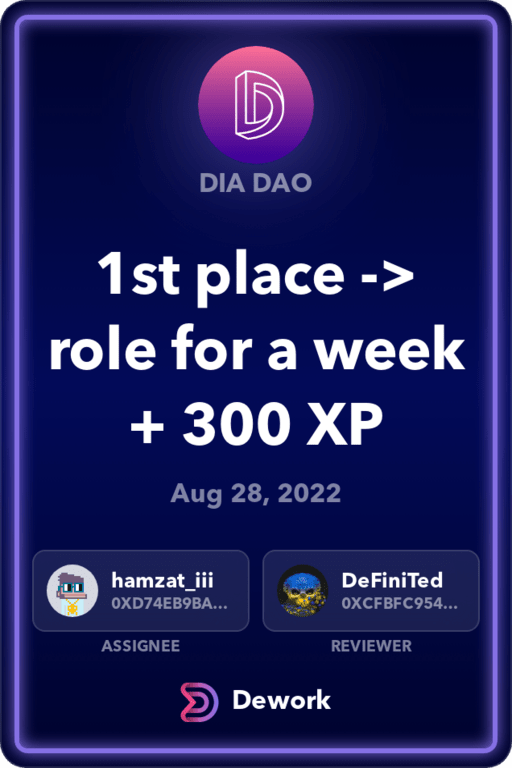 DIA DAO
1st place ->
role for a week
+ 300 XP
Aug 28, 2022
hamzat_iii
0XD74EB9BA...
ASSIGNEE
DeFiniTed
0XCFBFC954...
REVIEWER
Dework